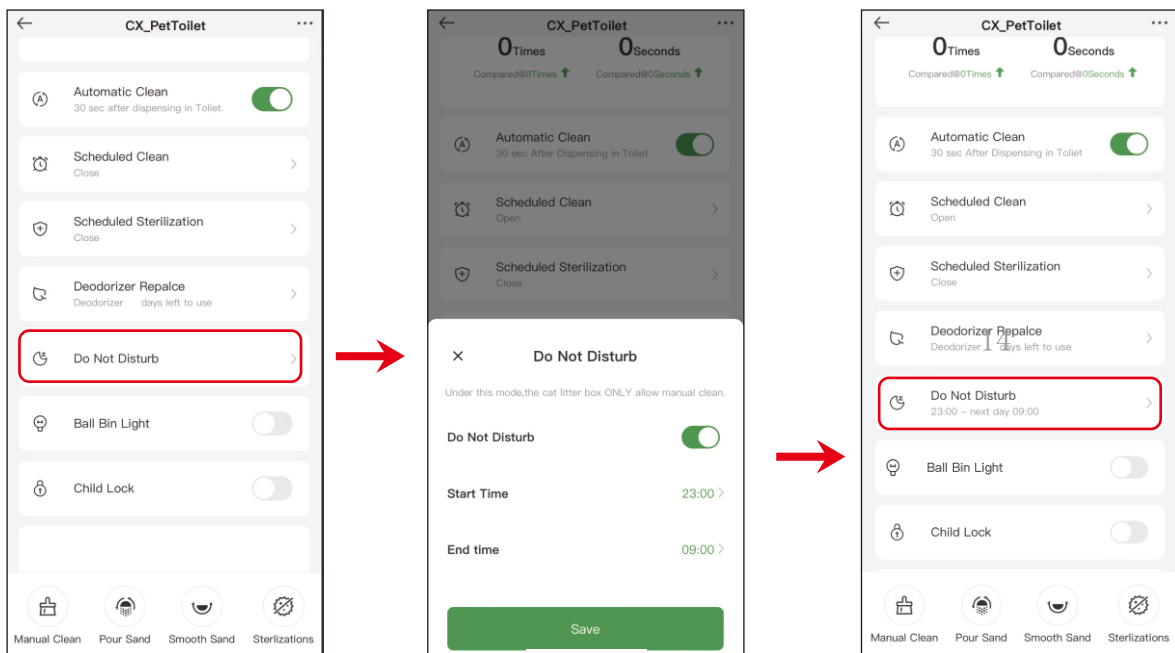 CX_PetToilet
Automatic Clean
30 sec after dispensing in Toliet.
Scheduled Clean
Close
Scheduled Sterilization
Close
Deodorizer Repalce
Deodorizer days left to use
Do Not Disturb
Ball Bin Light
Child Lock
Manual Clean Pour Sand Smooth Sand Sterlizations
CX_PetToilet
0Times 0Seconds
Compared@0Times Compared@0Seconds
Automatic Clean
30 sec After Dispensing in Toliet
Scheduled Clean
Open
Scheduled Sterilization
Close
Do Not Disturb
Under this mode,the cat litter box ONLY allow manual clean.
Do Not Disturb
Start Time 23:00
End time 09:00
Save
CX_PetToilet
0Times 0Seconds
Compared@0Times Compared@0Seconds
Automatic Clean
30 sec After Dispensing in Toliet
Scheduled Clean
Open
Scheduled Sterilization
Close
Deodorizer Repalce
Deodorizer 14 days left to use
Do Not Disturb
23:00 – next day 09:00
Ball Bin Light
Child Lock
Manual Clean Pour Sand Smooth Sand Sterlizations